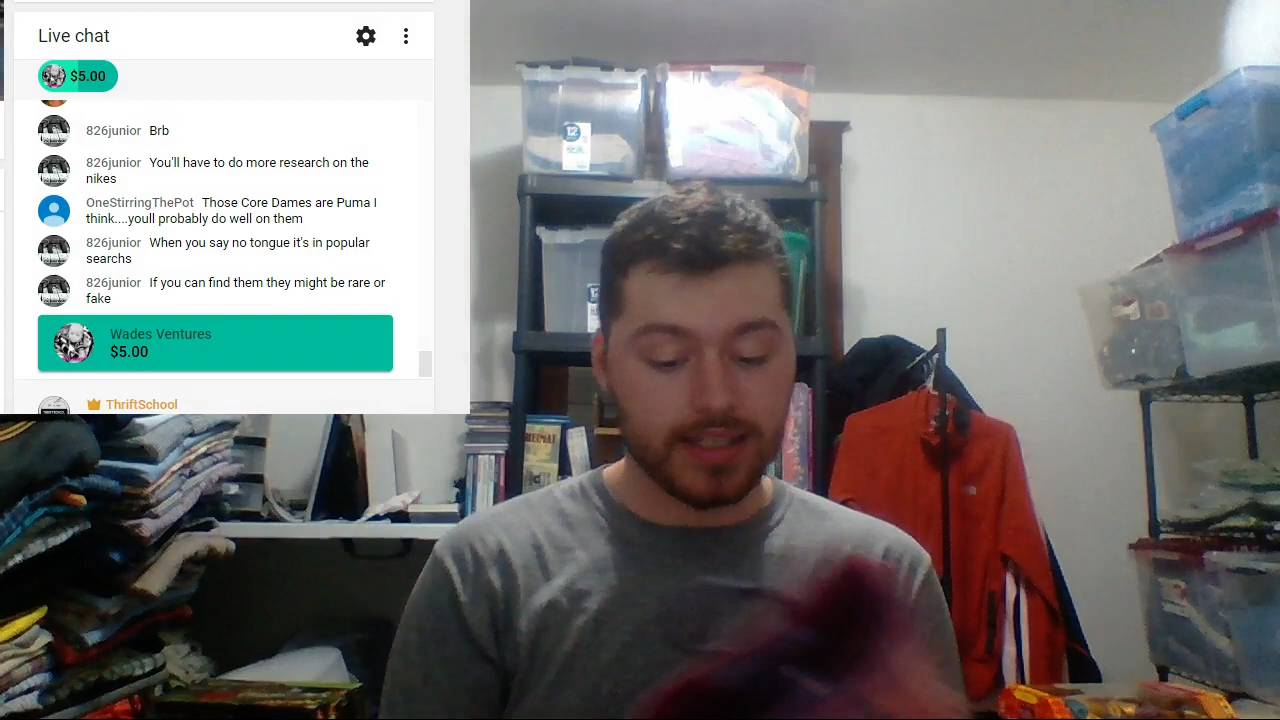 Live chat
$5.00
826junior Brb
826junior You'll have to do more research on the
nikes
OneStirringThePot Those Core Dames are Puma I
think....youll probably do well on them
826junior When you say no tongue it's in popular
searchs
826junior If you can find them they might be rare or
fake
Wades Ventures
$5.00
ThriftSchool
12